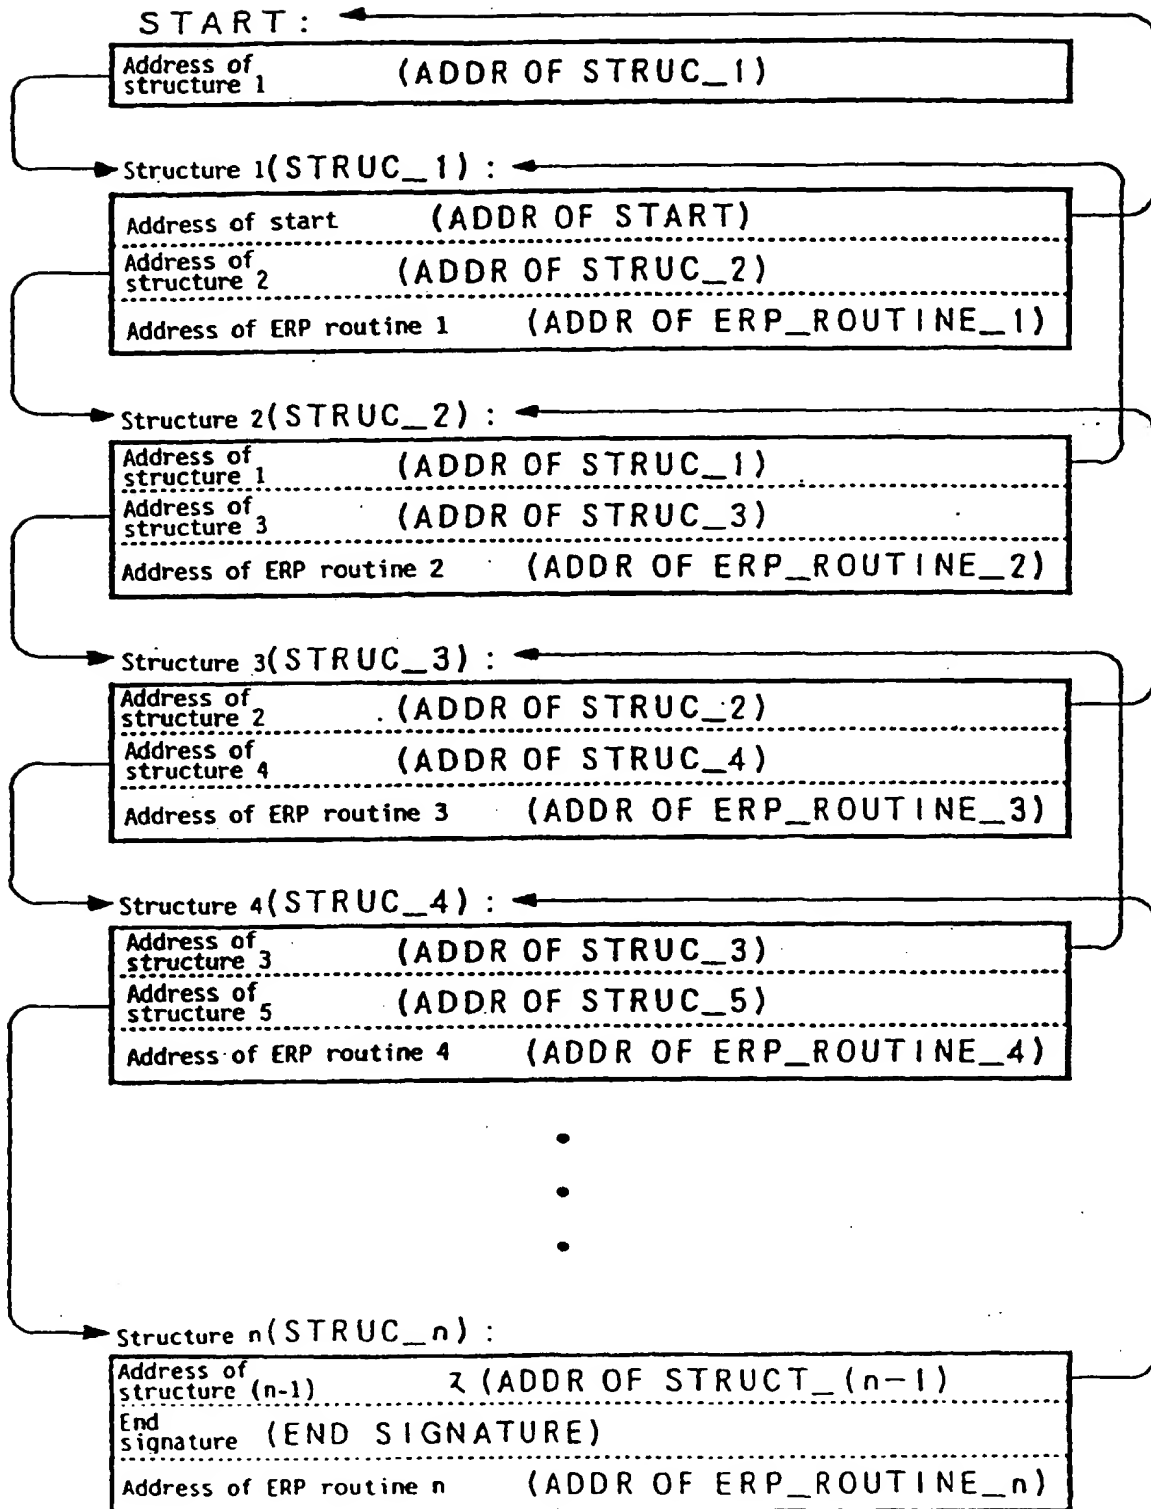 START:
Address of
structure 1 (ADDR OF STRUC_1)
Structure 1(STRUC_1) :
Address of start (ADDR OF START)
Address of
structure 2 (ADDR OF STRUC_2)
Address of ERP routine 1 (ADDR OF ERP_ROUTINE_1)
Structure 2(STRUC_2) :
Address of
structure 1 (ADDR OF STRUC_1)
Address of
structure 3 (ADDR OF STRUC_3)
Address of ERP routine 2 (ADDR OF ERP_ROUTINE_2)
Structure 3(STRUC_3) :
Address of
structure 2 (ADDR OF STRUC_2)
Address of
structure 4 (ADDR OF STRUC_4)
Address of ERP routine 3 (ADDR OF ERP_ROUTINE_3)
Structure 4(STRUC_4) :
Address of
structure 3 (ADDR OF STRUC_3)
Address of
structure 5 (ADDR OF STRUC_5)
Address of ERP routine 4 (ADDR OF ERP_ROUTINE_4)
Structure n(STRUC_n) :
Address of
structure (n-1) (ADDR OF STRUCT_(n-1)
End
signature (END SIGNATURE)
Address of ERP routine n (ADDR OF ERP_ROUTINE_n)